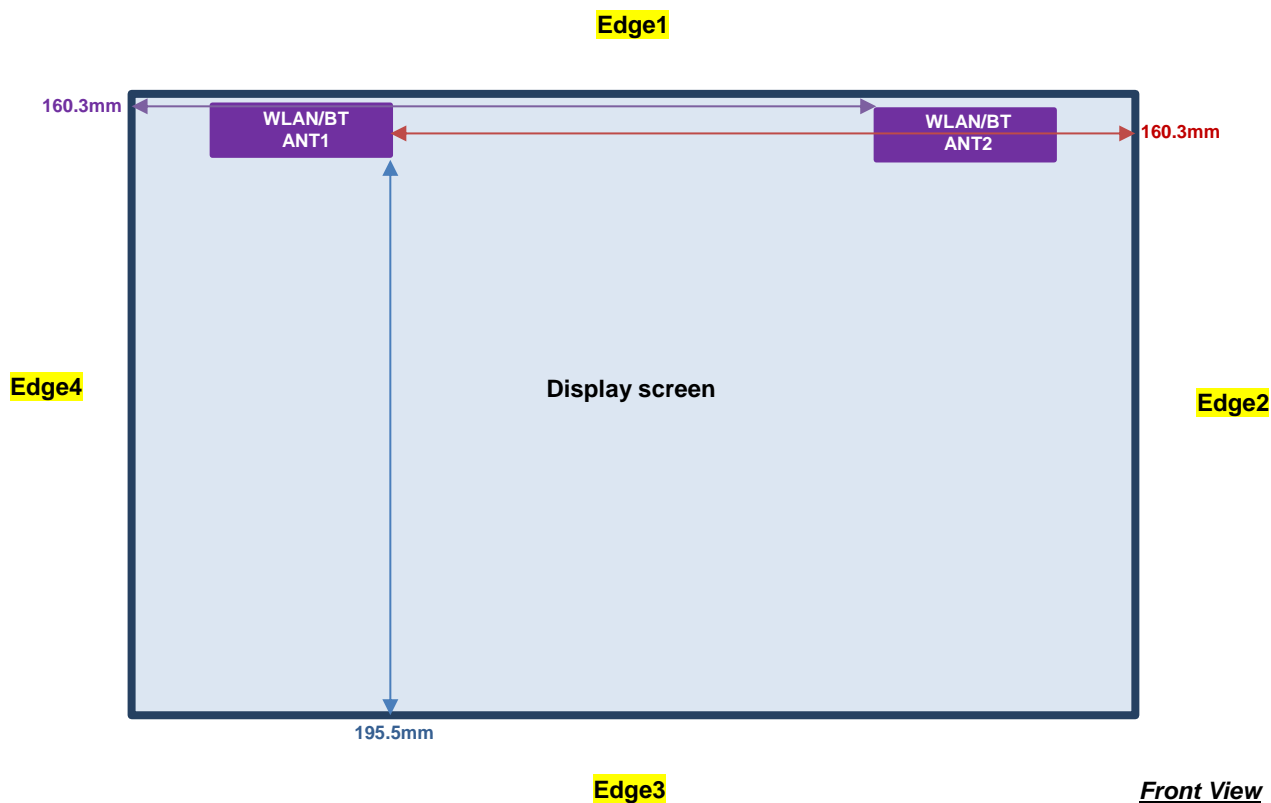 Edge1
160.3mm
WLAN/BT
ANT1
WLAN/BT
ANT2
160.3mm
Edge4
Display screen
Edge2
195.5mm
Edge3
Front View